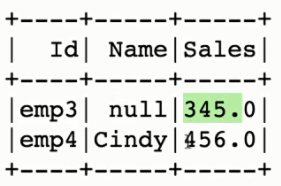 +----+-----+-----+
|  Id| Name|Sales|
+----+-----+-----+
|emp3| null|345.0|
|emp4|Cindy|456.0|
+----+-----+-----+